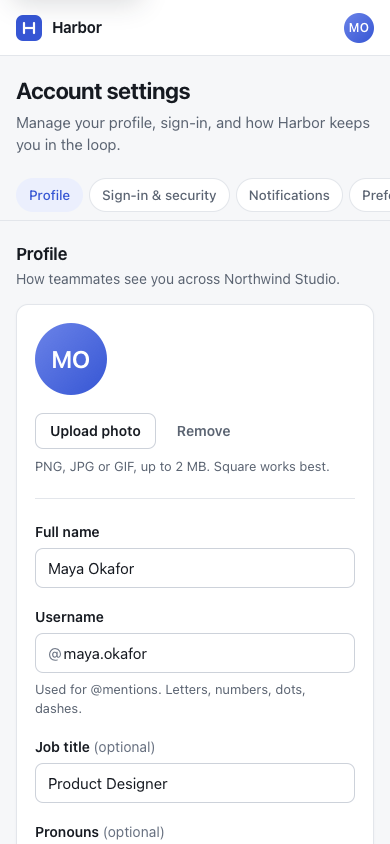 Harbor
MO
Account settings
Manage your profile, sign-in, and how Harbor keeps
you in the loop.
Profile
Sign-in & security
Notifications
Profile
How teammates see you across Northwind Studio.
MO
Upload photo
Remove
PNG, JPG or GIF, up to 2 MB. Square works best.
Full name
Maya Okafor
Username
@maya.okafor
Used for @mentions. Letters, numbers, dots,
dashes.
Job title (optional)
Product Designer
Pronouns (optional)